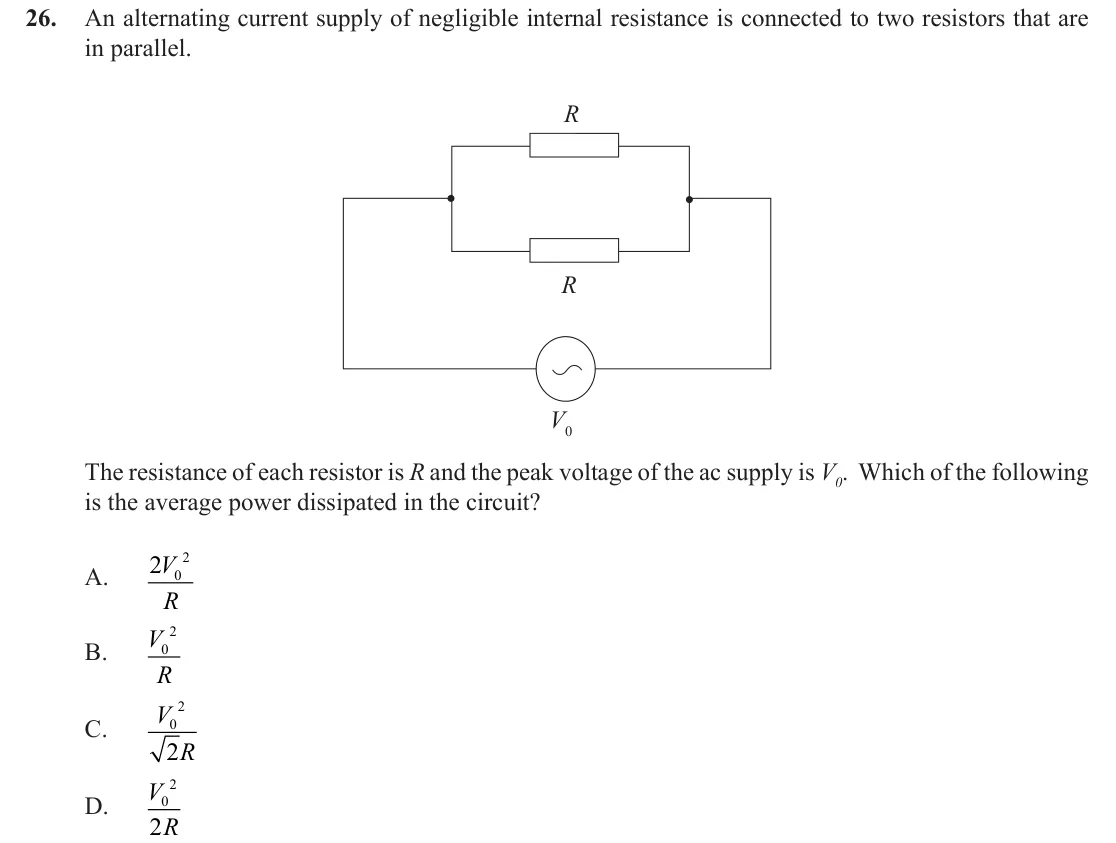 26. An alternating current supply of negligible internal resistance is connected to two resistors that are
in parallel.
R
R
V₀
The resistance of each resistor is R and the peak voltage of the ac supply is V₀. Which of the following
is the average power dissipated in the circuit?
A. 2V₀²/R
B. V₀²/R
C. V₀²/√2R
D. V₀²/2R